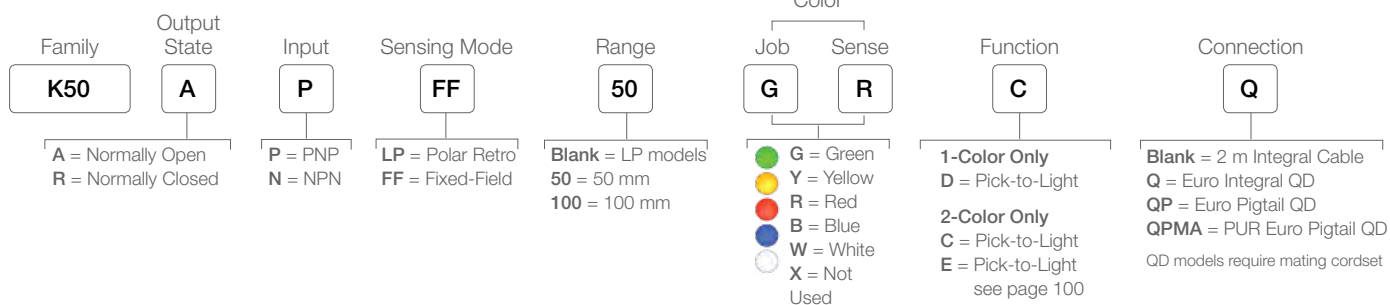 Color
Family
Output
State
Input
Sensing Mode
Range
Job
Sense
Function
Connection
K50
A
P
FF
50
G
R
C
Q
A = Normally Open
R = Normally Closed
P = PNP
N = NPN
LP = Polar Retro
FF = Fixed-Field
Blank = LP models
50 = 50 mm
100 = 100 mm
G = Green
Y = Yellow
R = Red
B = Blue
W = White
X = Not
Used
1-Color Only
D = Pick-to-Light
2-Color Only
C = Pick-to-Light
E = Pick-to-Light
see page 100
Blank = 2 m Integral Cable
Q = Euro Integral QD
QP = Euro Pigtail QD
QPMA = PUR Euro Pigtail QD
QD models require mating cordset